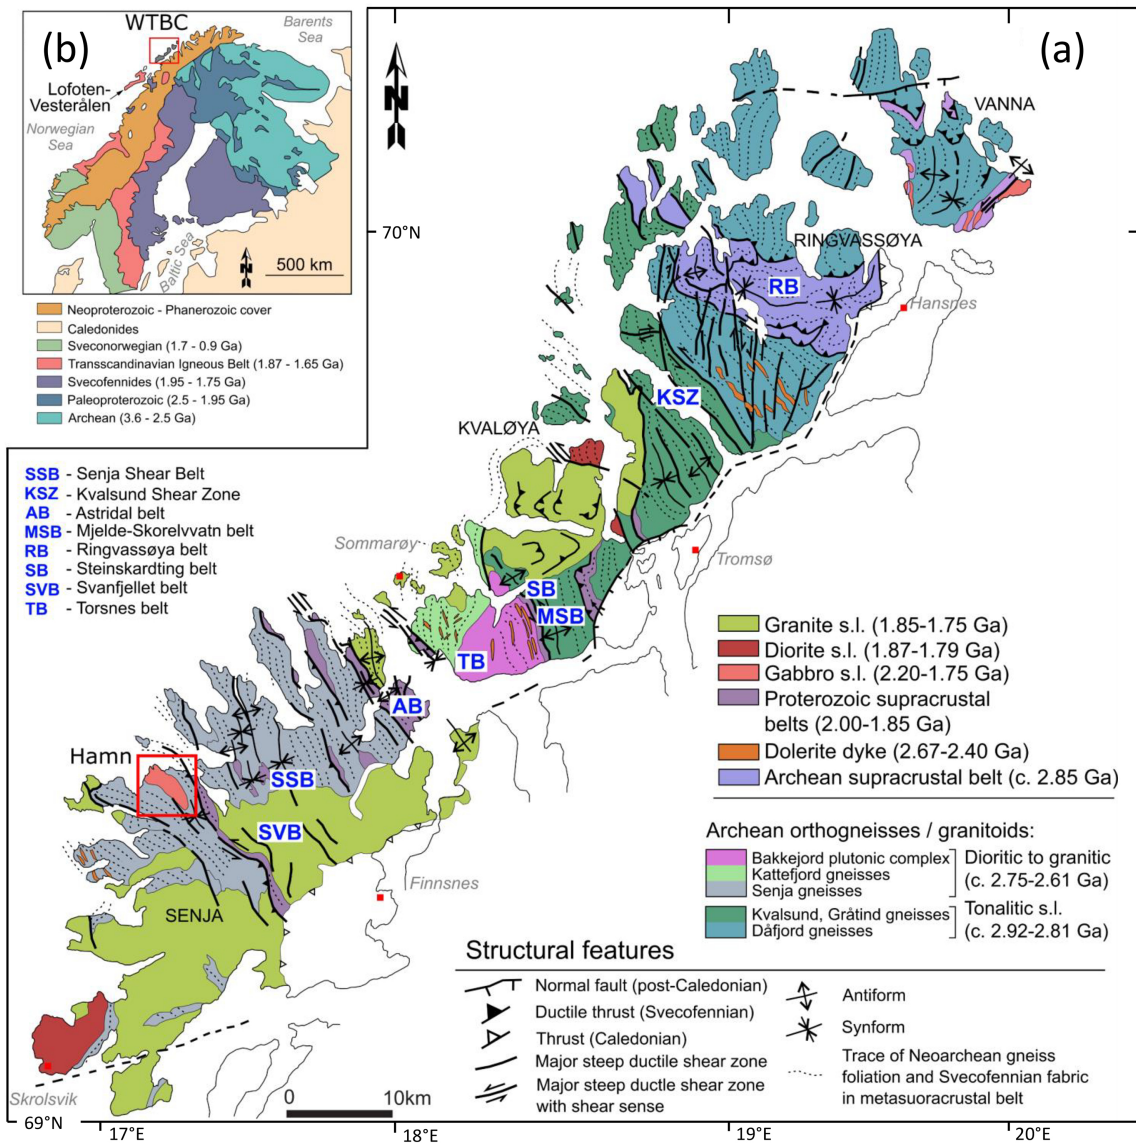 (b)
WTBC
Barents
Sea
Lofoten-
Vesterålen
Norwegian
Sea
Baltic Sea
N
500 km
Neoproterozoic - Phanerozoic cover
Caledonides
Sveconorwegian (1.7 - 0.9 Ga)
Transscandinavian Igneous Belt (1.87 - 1.65 Ga)
Svecofennides (1.95 - 1.75 Ga)
Paleoproterozoic (2.5 - 1.95 Ga)
Archean (3.6 - 2.5 Ga)
SSB - Senja Shear Belt
KSZ - Kvalsund Shear Zone
AB - Astridal belt
MSB - Mjelde-Skorelvvatn belt
RB - Ringvassøya belt
SB - Steinskardting belt
SVB - Svanfjellet belt
TB - Torsnes belt
(a)
N
VANNA
70°N
RINGVASSØYA
RB
Hansnes
KSZ
KVALØYA
Sommarøy
Tromsø
SB
MSB
TB
AB
Hamn
SSB
SVB
Finnsnes
SENJA
Skrolsvik
69°N
17°E
18°E
19°E
20°E
0 10km
Granite s.l. (1.85-1.75 Ga)
Diorite s.l. (1.87-1.79 Ga)
Gabbro s.l. (2.20-1.75 Ga)
Proterozoic supracrustal
belts (2.00-1.85 Ga)
Dolerite dyke (2.67-2.40 Ga)
Archean supracrustal belt (c. 2.85 Ga)
Archean orthogneisses / granitoids:
Bakkejord plutonic complex
Kattefjord gneisses
Senja gneisses
Dioritic to granitic
(c. 2.75-2.61 Ga)
Kvalsund, Gråtind gneisses
Dåfjord gneisses
Tonalitic s.l.
(c. 2.92-2.81 Ga)
Structural features
Normal fault (post-Caledonian)
Ductile thrust (Svecofennian)
Thrust (Caledonian)
Major steep ductile shear zone
Major steep ductle shear zone
with shear sense
Antiform
Synform
Trace of Neoarchean gneiss
foliation and Svecofennian fabric
in metasuoracrustal belt